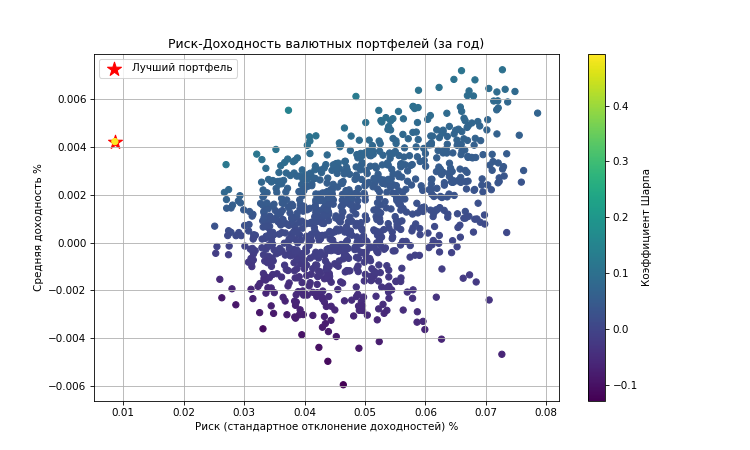 Риск-Доходность валютных портфелей (за год)
Лучший портфель
Средняя доходность %
0.006
0.004
0.002
0.000
−0.002
−0.004
−0.006
0.01 0.02 0.03 0.04 0.05 0.06 0.07 0.08
Риск (стандартное отклонение доходностей) %
0.4
0.3
0.2
0.1
0.0
−0.1
Коэффициент Шарпа